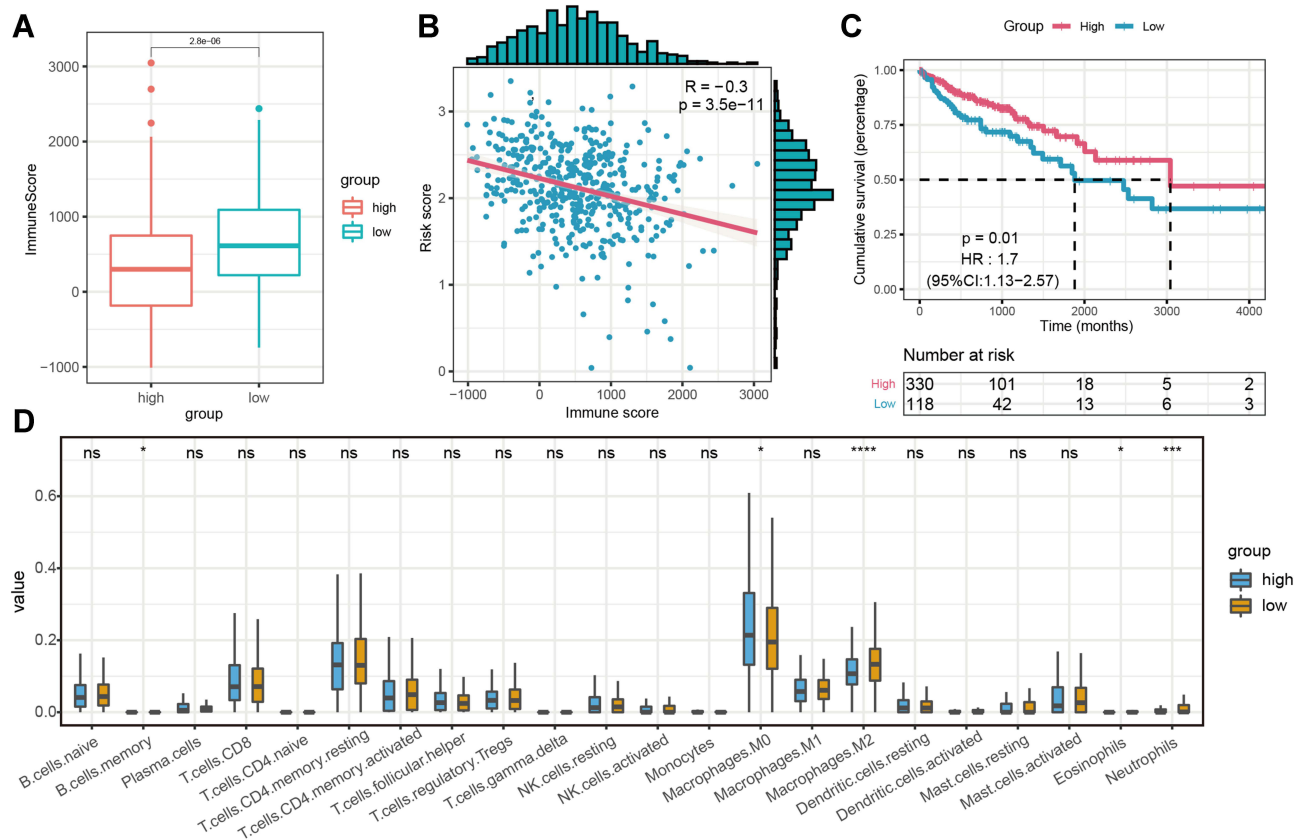 A
2.8e−06
3000
2000
1000
0
−1000
ImmuneScore
high
low
group
group
high
low
B
R = −0.3
p = 3.5e−11
3
2
1
0
Risk score
−1000
0
1000
2000
3000
Immune score
C
Group
High
Low
1.00
0.75
0.50
0.25
0.00
Cumulative survival (percentage)
p = 0.01
HR : 1.7
(95%CI:1.13−2.57)
0
1000
2000
3000
4000
Time (months)
Number at risk
High 330 101 18 5 2
Low 118 42 13 6 3
D
ns * ns ns ns ns ns ns ns ns ns ns ns * ns **** ns ns ns ns * ***
0.6
0.4
0.2
0.0
value
group
high
low
B.cells.naive
B.cells.memory
Plasma.cells
T.cells.CD8
T.cells.CD4.naive
T.cells.CD4.memory.resting
T.cells.CD4.memory.activated
T.cells.follicular.helper
T.cells.regulatory.Tregs
T.cells.gamma.delta
NK.cells.resting
NK.cells.activated
Monocytes
Macrophages.M0
Macrophages.M1
Macrophages.M2
Dendritic.cells.resting
Dendritic.cells.activated
Mast.cells.resting
Mast.cells.activated
Eosinphils
Neutrophils